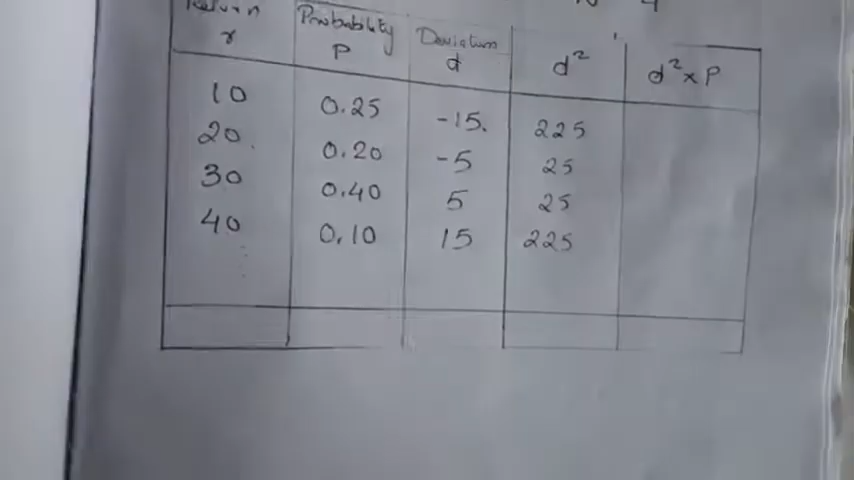 Return Probability Deviation d² d²×P
r P d
10 0.25 -15. 225
20. 0.20 -5 25
30 0.40 5 25
40 0.10 15 225